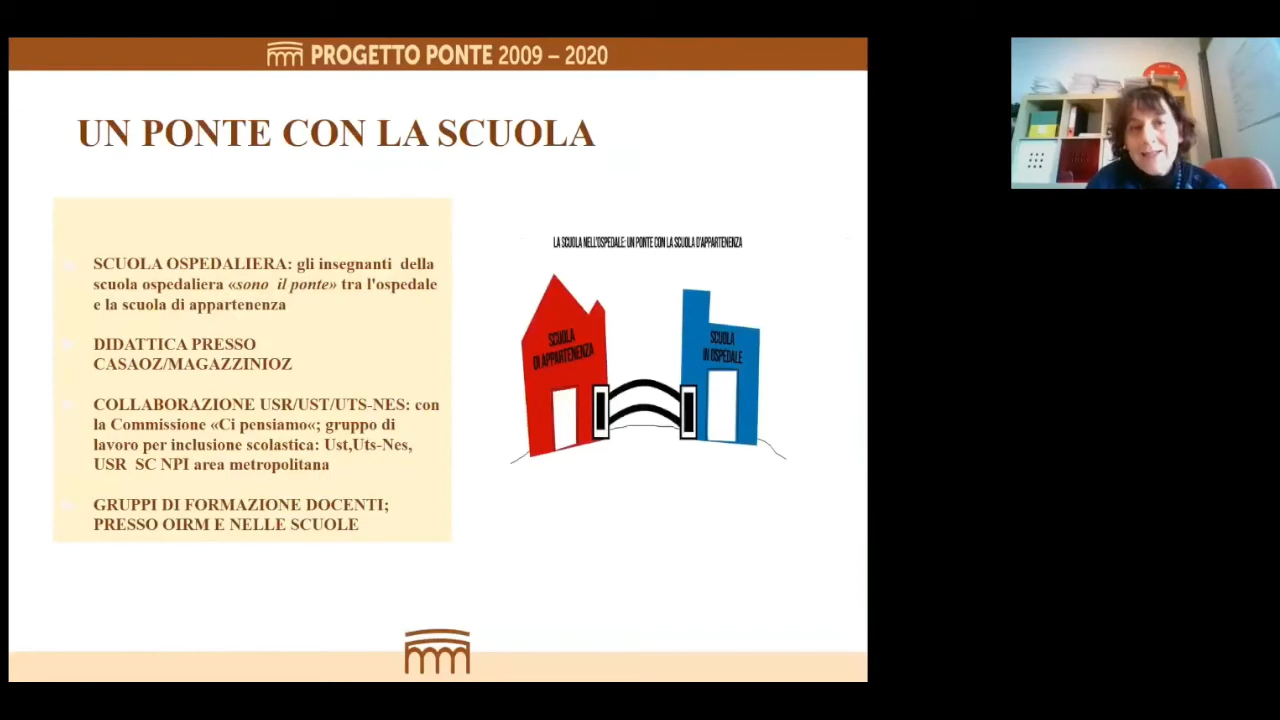 PROGETTO PONTE 2009 – 2020
UN PONTE CON LA SCUOLA
SCUOLA OSPEDALIERA: gli insegnanti della
scuola ospedaliera «sono il ponte» tra l'ospedale
e la scuola di appartenenza
DIDATTICA PRESSO
CASAOZ/MAGAZZINIOZ
COLLABORAZIONE USR/UST/UTS-NES: con
la Commissione «Ci pensiamo«; gruppo di
lavoro per inclusione scolastica: Ust,Uts-Nes,
USR SC NPI area metropolitana
GRUPPI DI FORMAZIONE DOCENTI;
PRESSO OIRM E NELLE SCUOLE
LA SCUOLA NELL'OSPEDALE: UN PONTE CON LA SCUOLA D'APPARTENENZA
SCUOLA
DI APPARTENENZA
SCUOLA
IN OSPEDALE